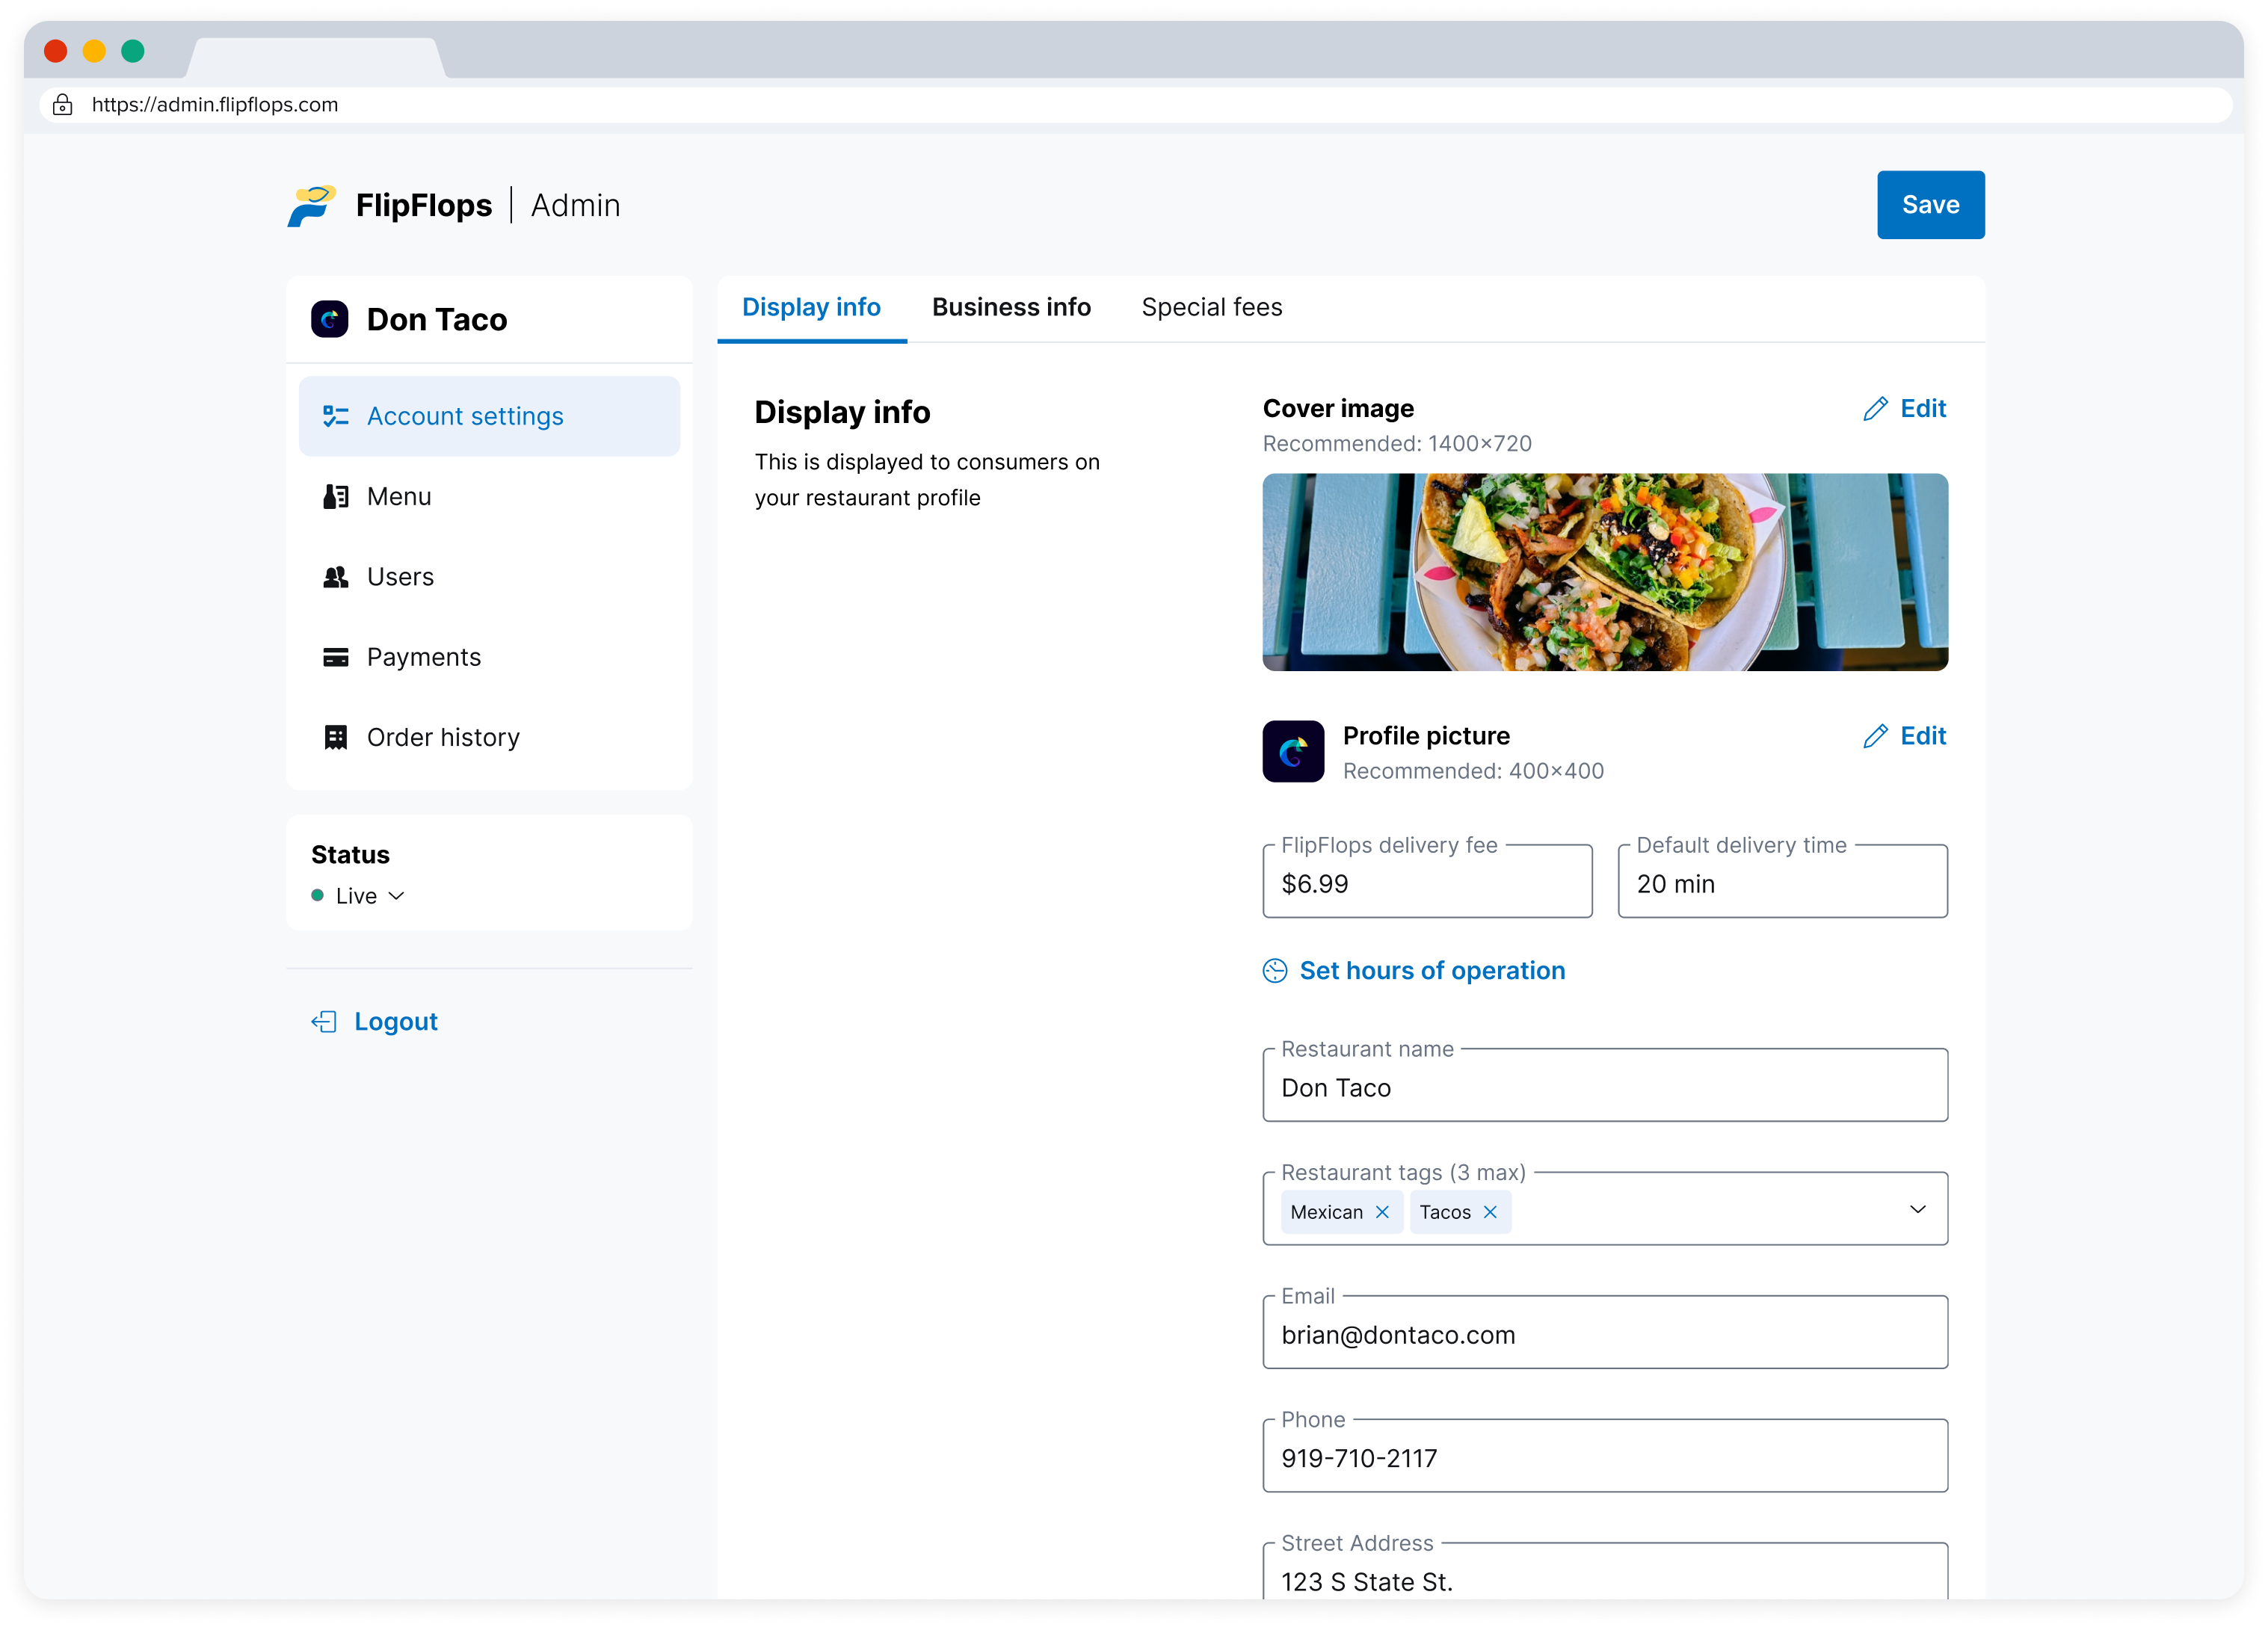 https://admin.flipflops.com
FlipFlops | Admin
Save
Don Taco
Account settings
Menu
Users
Payments
Order history
Status
Live
Logout
Display info
Business info
Special fees
Display info
This is displayed to consumers on
your restaurant profile
Cover image
Edit
Recommended: 1400×720
Profile picture
Edit
Recommended: 400×400
FlipFlops delivery fee
$6.99
Default delivery time
20 min
Set hours of operation
Restaurant name
Don Taco
Restaurant tags (3 max)
Mexican
Tacos
Email
brian@dontaco.com
Phone
919-710-2117
Street Address
123 S State St.